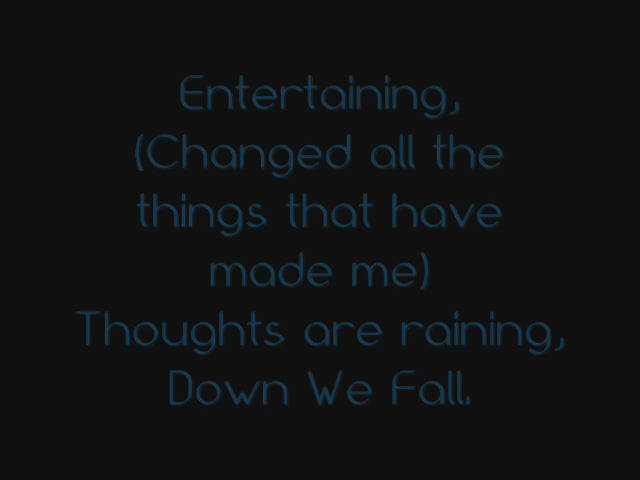 Entertaining,
(Changed all the
things that have
made me)
Thoughts are raining,
Down We Fall.